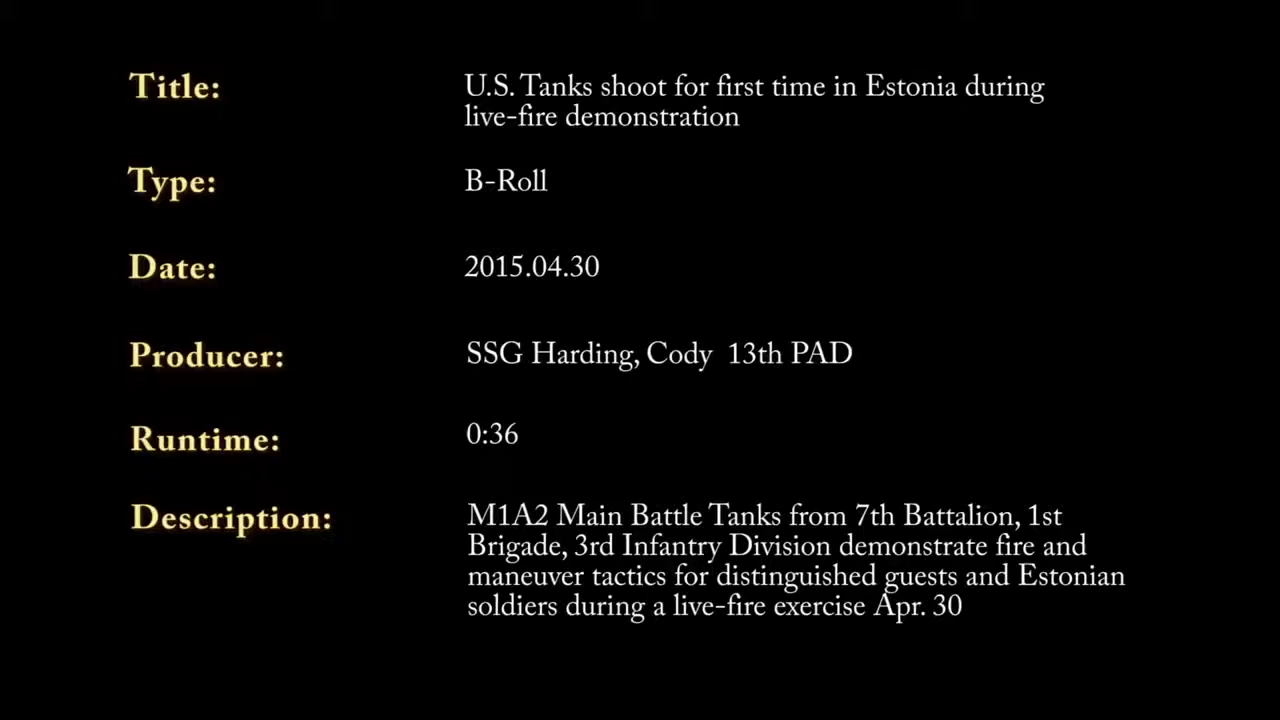 Title: U.S. Tanks shoot for first time in Estonia during
live-fire demonstration
Type: B-Roll
Date: 2015.04.30
Producer: SSG Harding, Cody 13th PAD
Runtime: 0:36
Description: M1A2 Main Battle Tanks from 7th Battalion, 1st
Brigade, 3rd Infantry Division demonstrate fire and
maneuver tactics for distinguished guests and Estonian
soldiers during a live-fire exercise Apr. 30